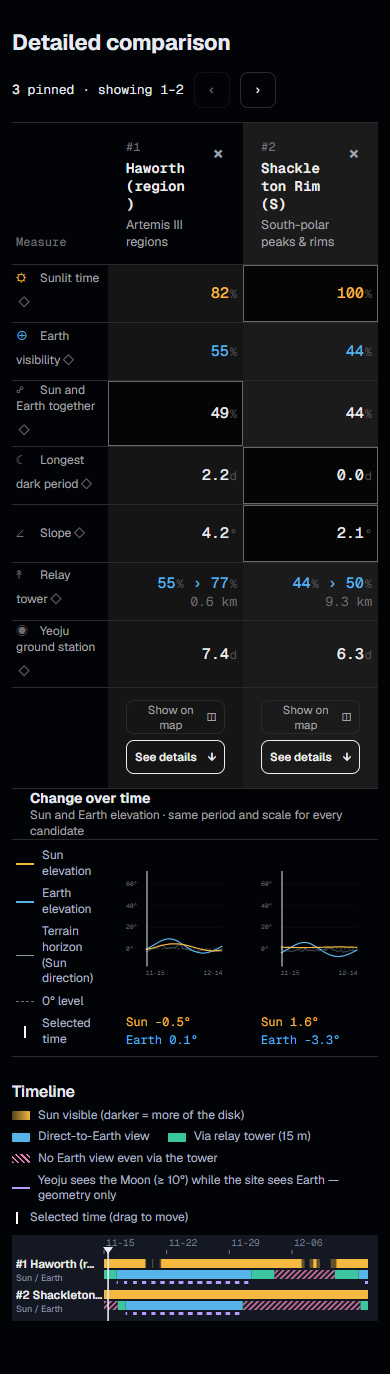 Detailed comparison
3 pinned · showing 1–2 ‹ ›
#1 × #2 ×
Haworth Shackle
(region ton Rim
) (S)
Artemis III South-polar
Measure regions peaks & rims
Sunlit time 82% 100%
Earth visibility 55% 44%
Sun and Earth together 49% 44%
Longest dark period 2.2d 0.0d
Slope 4.2° 2.1°
Relay tower 55% › 77% 44% › 50%
0.6 km 9.3 km
Yeoju ground station 7.4d 6.3d
Show on map Show on map
See details ↓ See details ↓
Change over time
Sun and Earth elevation · same period and scale for every
candidate
Sun
elevation
Earth
elevation
Terrain
horizon
(Sun
direction)
0° level
Selected
time
60° 60°
40° 40°
20° 20°
0° 0°
11-15 12-14 11-15 12-14
Sun -0.5° Sun 1.6°
Earth 0.1° Earth -3.3°
Timeline
Sun visible (darker = more of the disk)
Direct-to-Earth view Via relay tower (15 m)
No Earth view even via the tower
Yeoju sees the Moon (≥ 10°) while the site sees Earth —
geometry only
Selected time (drag to move)
11-15 11-22 11-29 12-06
#1 Haworth (r...
Sun / Earth
#2 Shackleton...
Sun / Earth